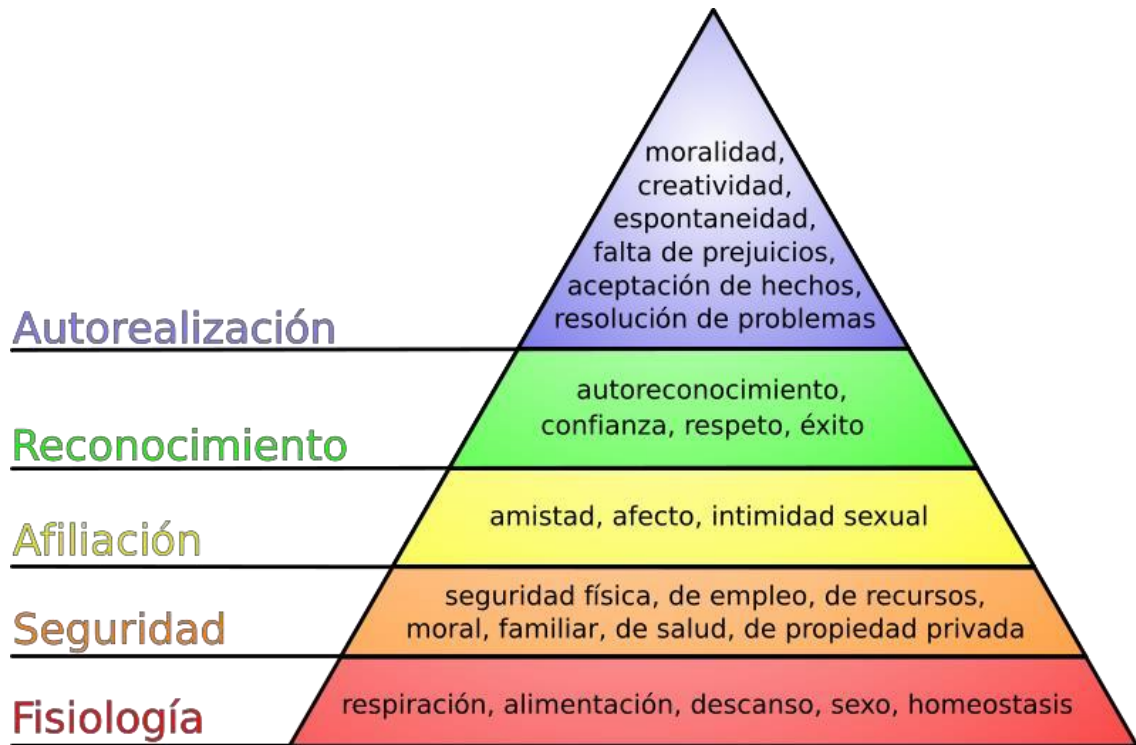 moralidad,
creatividad,
espontaneidad,
falta de prejuicios,
aceptación de hechos,
resolución de problemas
Autorealización
autoreconocimiento,
confianza, respeto, éxito
Reconocimiento
amistad, afecto, intimidad sexual
Afiliación
seguridad física, de empleo, de recursos,
moral, familiar, de salud, de propiedad privada
Seguridad
respiración, alimentación, descanso, sexo, homeostasis
Fisiología